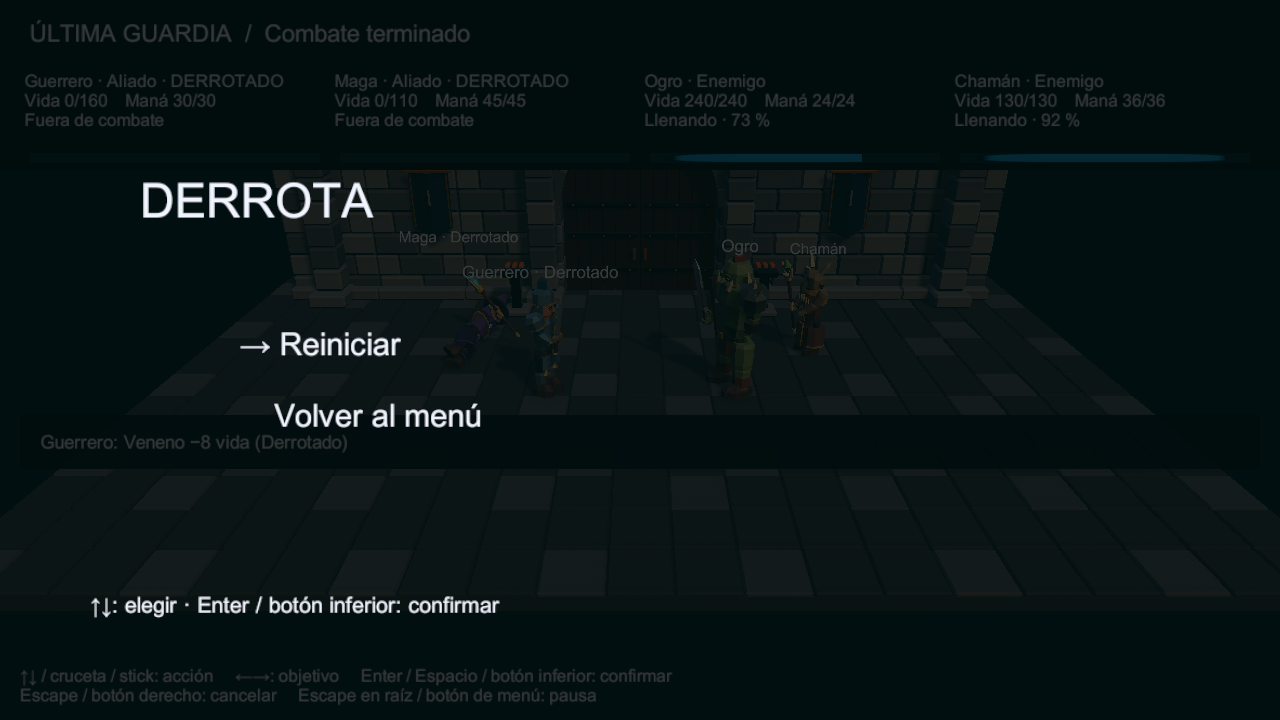 ÚLTIMA GUARDIA / Combate terminado
Guerrero · Aliado · DERROTADO
Vida 0/160 Maná 30/30
Fuera de combate
Maga · Aliado · DERROTADO
Vida 0/110 Maná 45/45
Fuera de combate
Ogro · Enemigo
Vida 240/240 Maná 24/24
Llenando · 73 %
Chamán · Enemigo
Vida 130/130 Maná 36/36
Llenando · 92 %
DERROTA
Maga · Derrotado
Guerrero · Derrotado
Ogro
Chamán
→ Reiniciar
Volver al menú
Guerrero: Veneno −8 vida (Derrotado)
↑↓: elegir · Enter / botón inferior: confirmar
↑↓ / cruceta / stick: acción ←→: objetivo Enter / Espacio / botón inferior: confirmar
Escape / botón derecho: cancelar Escape en raíz / botón de menú: pausa